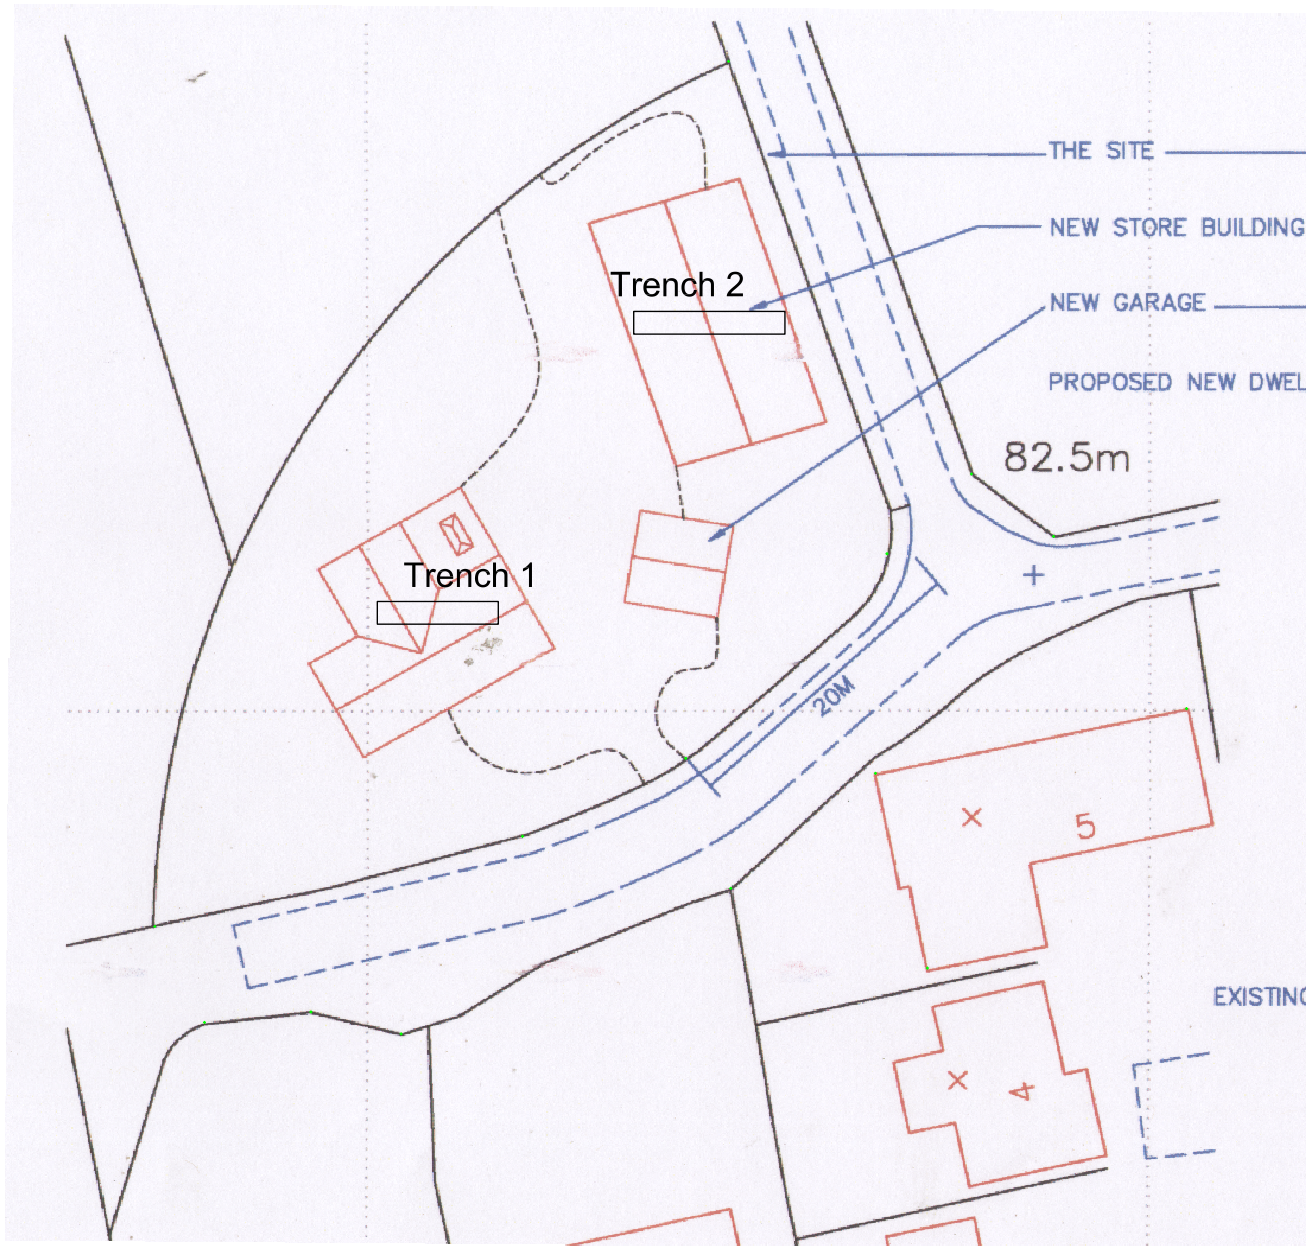 THE SITE
NEW STORE BUILDING
Trench 2
NEW GARAGE
PROPOSED NEW DWEL
82.5m
Trench 1
20M
5
EXISTING
4